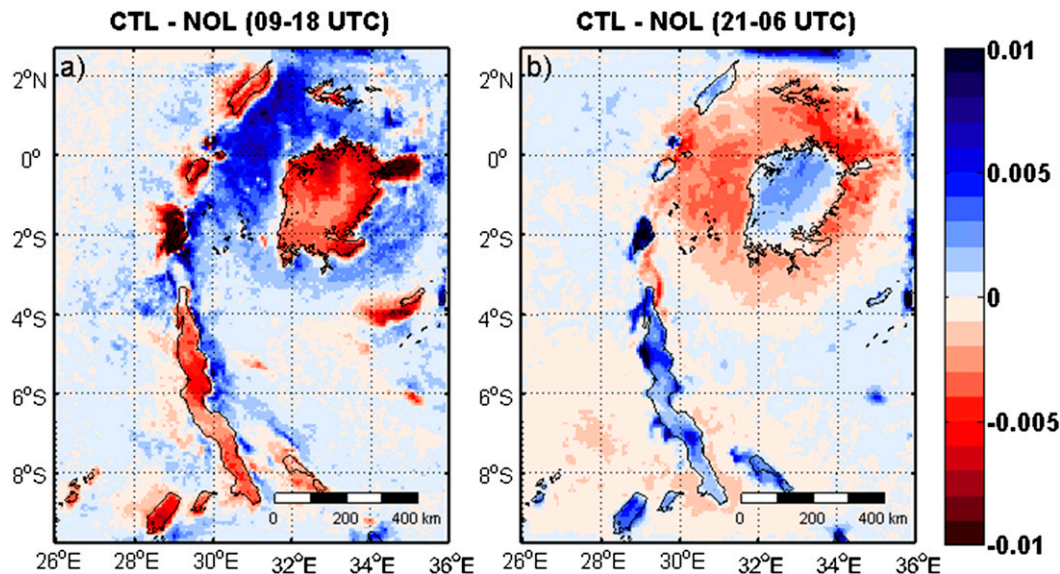 CTL - NOL (09-18 UTC)
CTL - NOL (21-06 UTC)
a)
b)
2°N
0°
2°S
4°S
6°S
8°S
2°N
0°
2°S
4°S
6°S
8°S
0 200 400 km
0 200 400 km
26°E 28°E 30°E 32°E 34°E 36°E
26°E 28°E 30°E 32°E 34°E 36°E
0.01
0.005
0
-0.005
-0.01